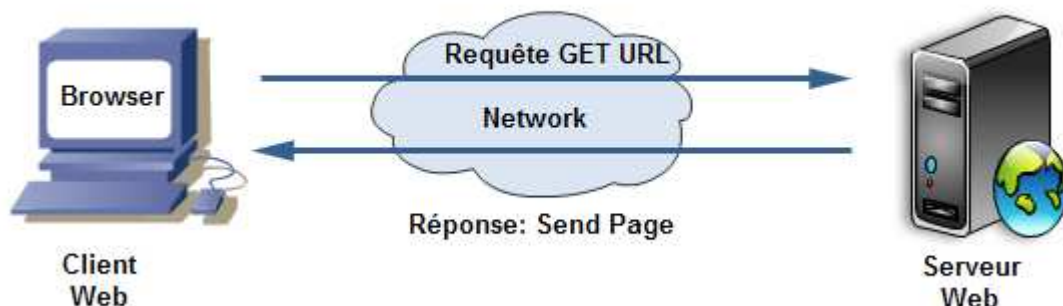 Requête GET URL
Browser
Network
Réponse: Send Page
Client
Web
Serveur
Web